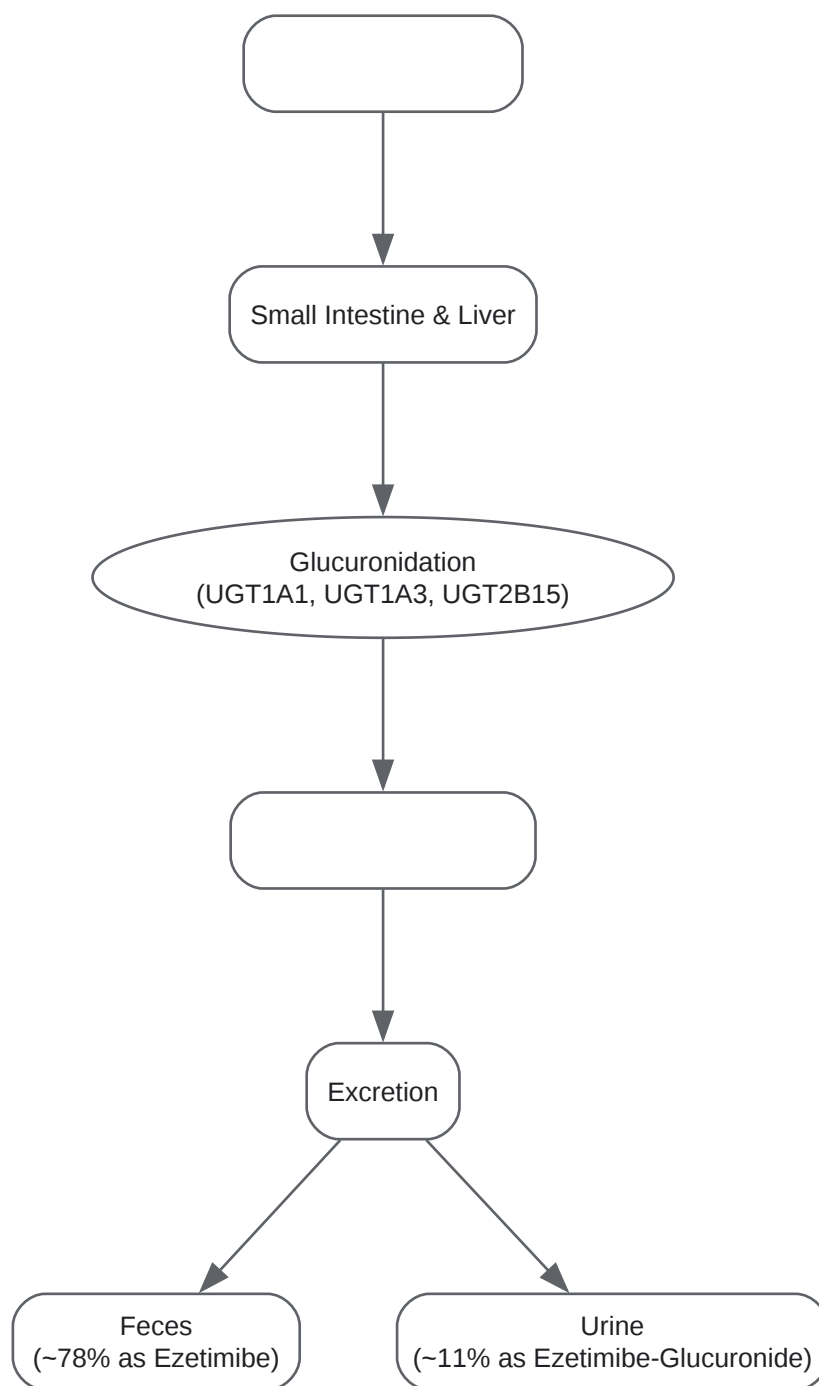 Small Intestine & Liver
Glucuronidation
(UGT1A1, UGT1A3, UGT2B15)
Excretion
Feces
(~78% as Ezetimibe)
Urine
(~11% as Ezetimibe-Glucuronide)